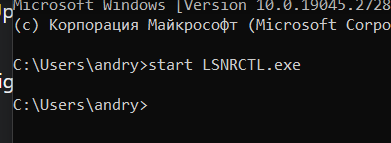 Microsoft Windows [Version 10.0.19045.2728
(c) Корпорация Майкрософт (Microsoft Corpo
C:\Users\andry>start LSNRCTL.exe
C:\Users\andry>